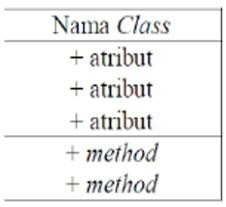 Nama Class
+ atribut
+ atribut
+ atribut
+ method
+ method